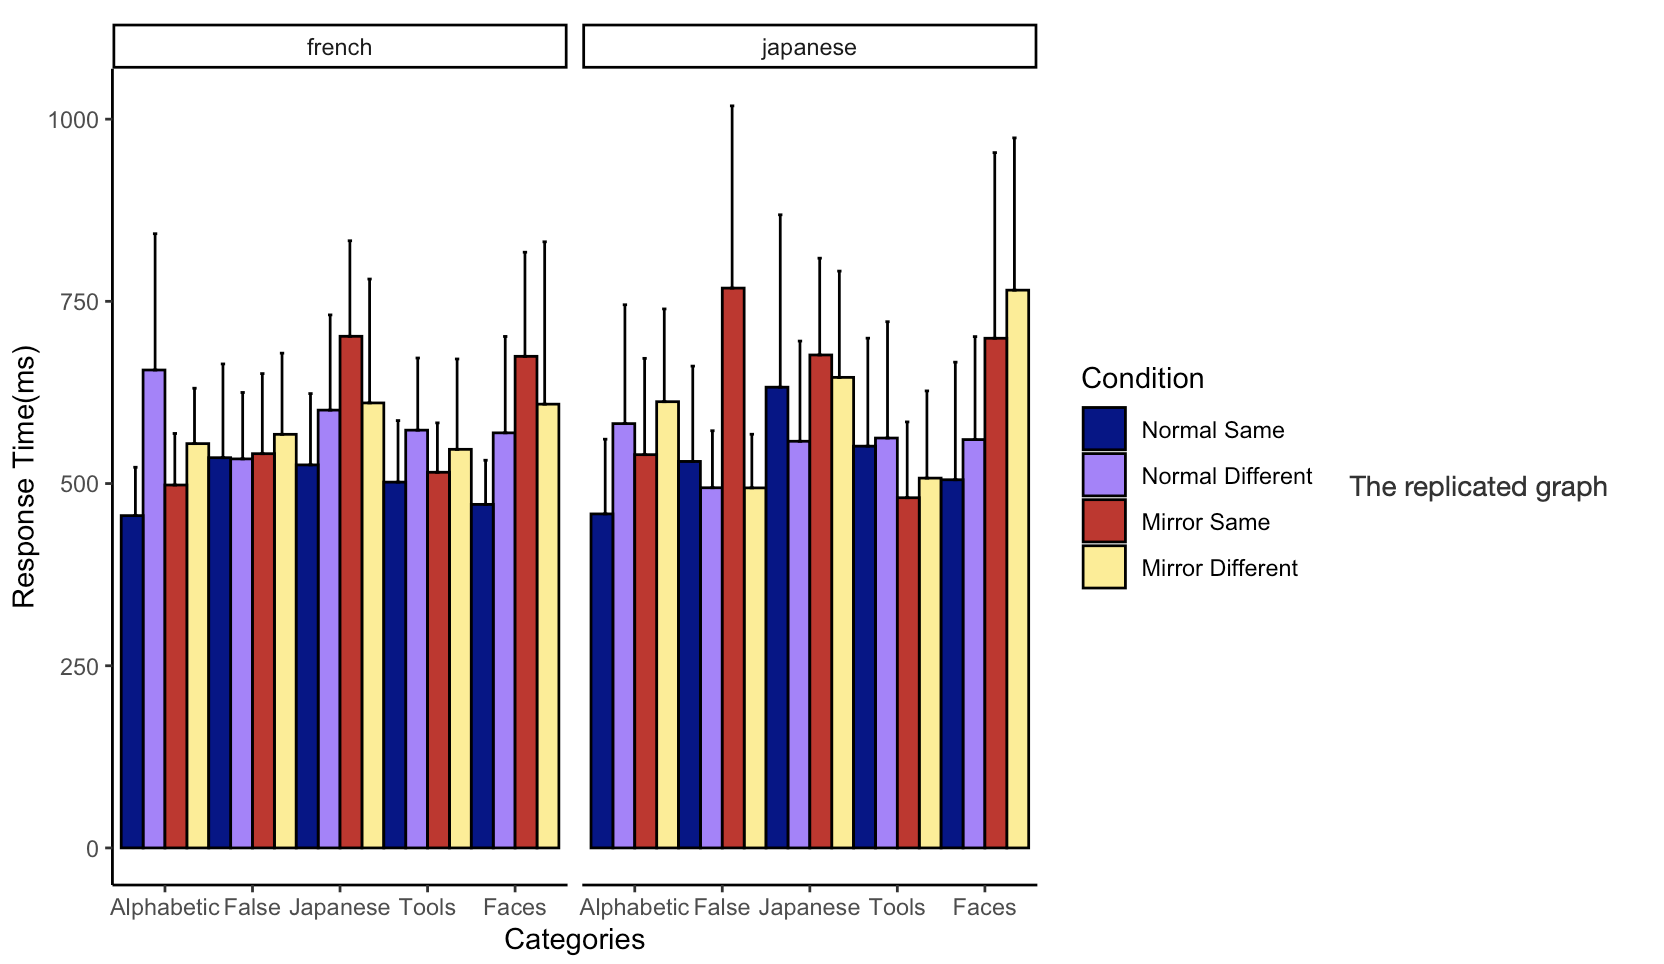 french
japanese
1000
750
500
250
0
Response Time(ms)
Alphabetic False Japanese Tools Faces
Alphabetic False Japanese Tools Faces
Categories
Condition
Normal Same
Normal Different
Mirror Same
Mirror Different
The replicated graph